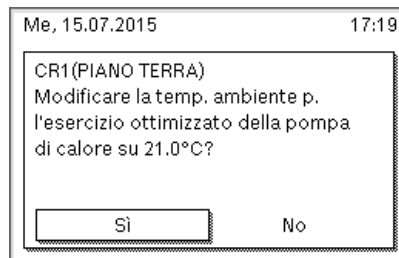 Me, 15.07.2015 17:19
CR1(PIANO TERRA)
Modificare la temp. ambiente p.
l'esercizio ottimizzato della pompa
di calore su 21.0°C?
Sì No